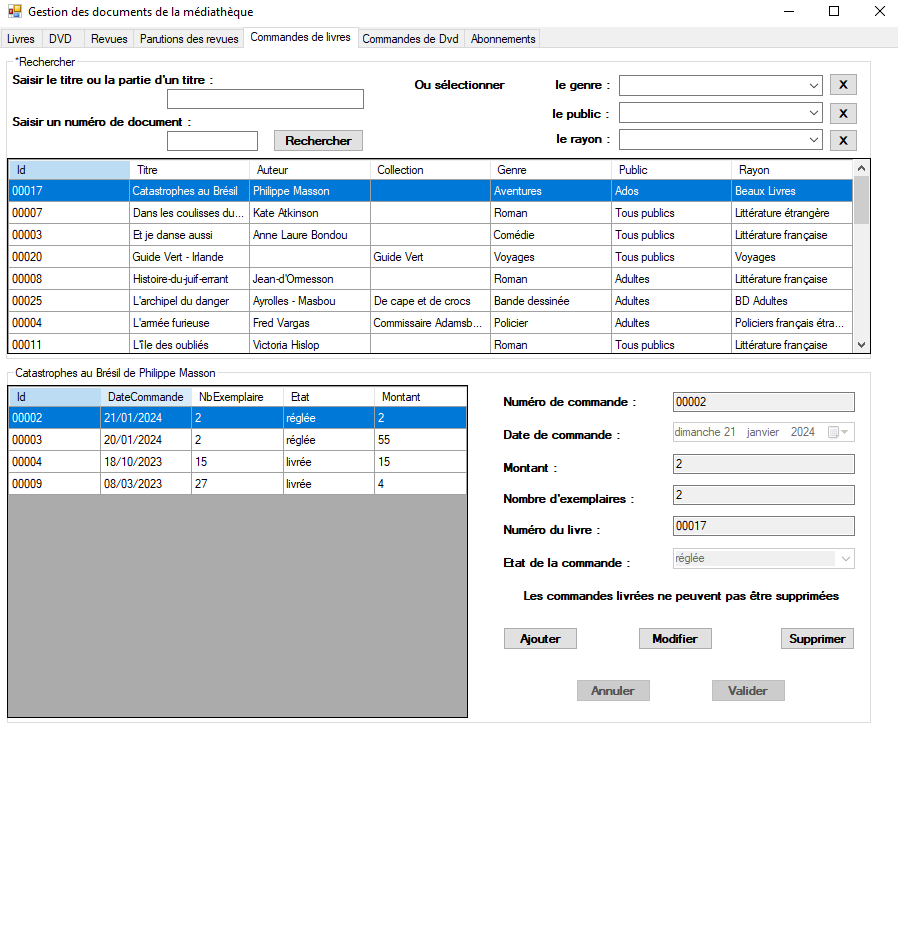 Gestion des documents de la médiathèque
Livres DVD Revues Parutions des revues Commandes de livres Commandes de Dvd Abonnements
*Rechercher
Saisir le titre ou la partie d'un titre :
Ou sélectionner le genre : X
Saisir un numéro de document :
le public : X
Rechercher
le rayon : X
Id Titre Auteur Collection Genre Public Rayon
00017 Catastrophes au Brésil Philippe Masson Aventures Ados Beaux Livres
00007 Dans les coulisses du... Kate Atkinson Roman Tous publics Littérature étrangère
00003 Et je danse aussi Anne Laure Bondou Comédie Tous publics Littérature française
00020 Guide Vert - Irlande Guide Vert Voyages Tous publics Voyages
00008 Histoire-du-juif-errant Jean-d'Ormesson Roman Adultes Littérature française
00025 L'archipel du danger Ayrolles - Masbou De cape et de crocs Bande dessinée Adultes BD Adultes
00004 L'armée furieuse Fred Vargas Commissaire Adamsb... Policier Adultes Policiers français étra...
00011 L'île des oubliés Victoria Hislop Roman Tous publics Littérature française
Catastrophes au Brésil de Philippe Masson
Id DateCommande NbExemplaire Etat Montant
00002 21/01/2024 2 réglée 2
00003 20/01/2024 2 réglée 55
00004 18/10/2023 15 livrée 15
00009 08/03/2023 27 livrée 4
Numéro de commande : 00002
Date de commande : dimanche 21 janvier 2024
Montant : 2
Nombre d'exemplaires : 2
Numéro du livre : 00017
Etat de la commande : réglée
Les commandes livrées ne peuvent pas être supprimées
Ajouter Modifier Supprimer
Annuler Valider